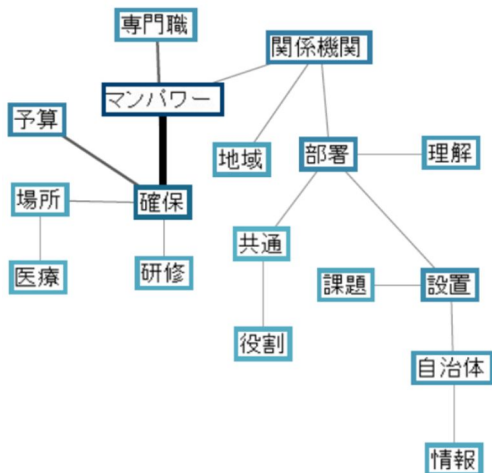 専門職
関係機関
マンパワー
予算
地域
部署
理解
場所
確保
共通
医療
研修
課題
設置
役割
自治体
情報